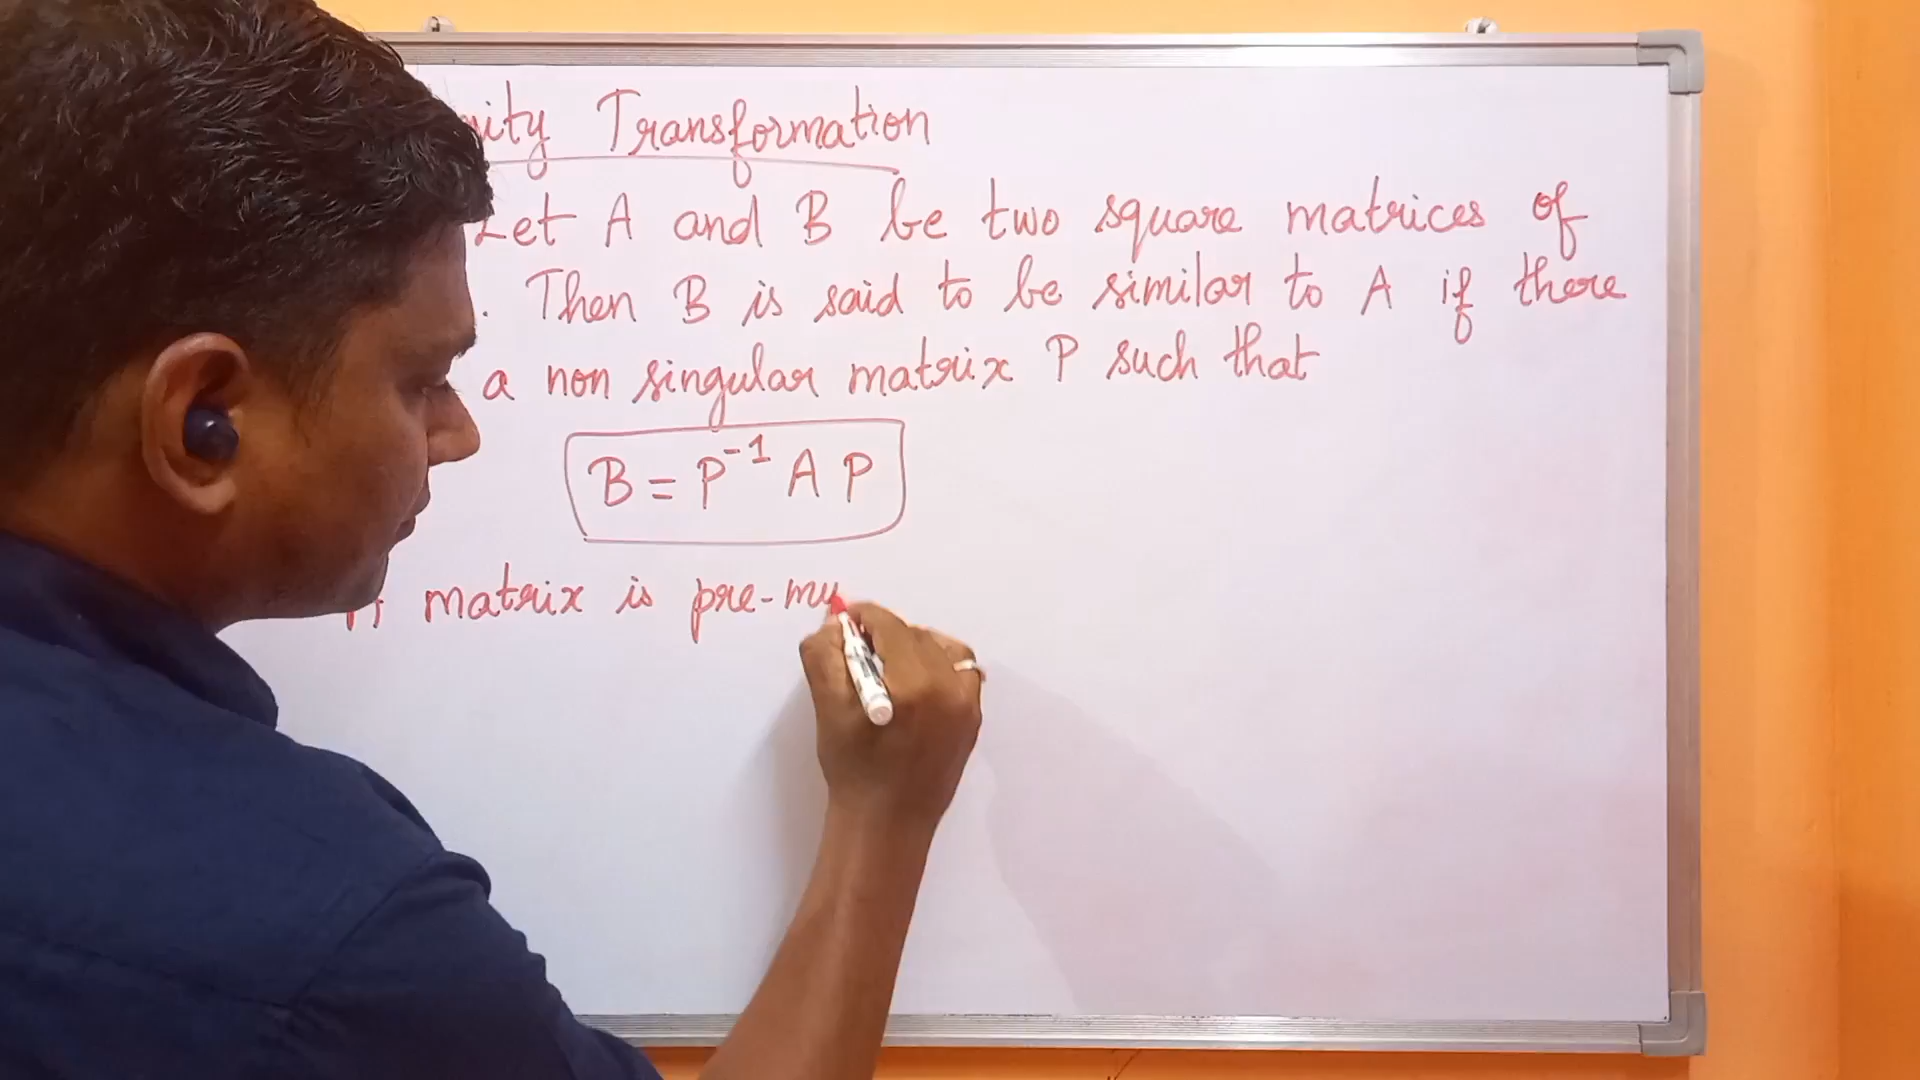 Transformation
Let A and B be two square matrices of
. Then B is said to be similar to A if there
a non singular matrix P such that
B = P⁻¹ A P
matrix is pre-mu